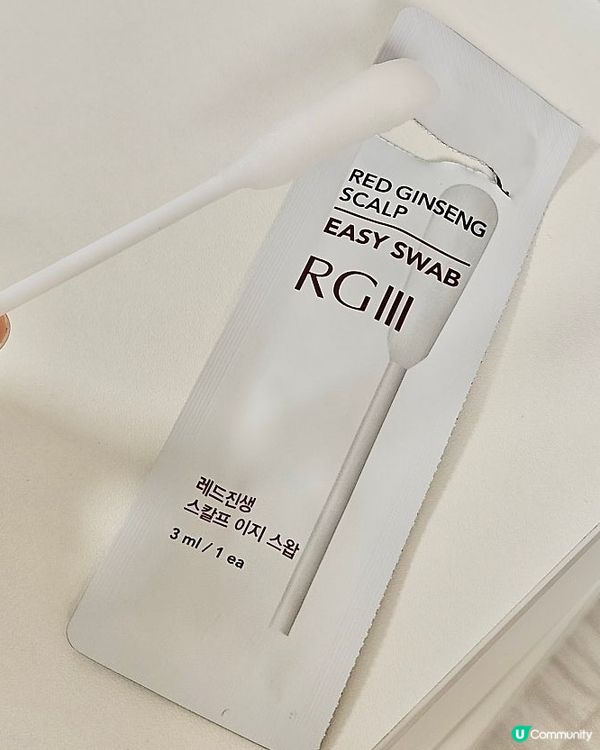 RED GINSENG
SCALP
EASY SWAB
RGIII
레드진생
스칼프 이지 스왑
3 ml / 1 ea
U Community